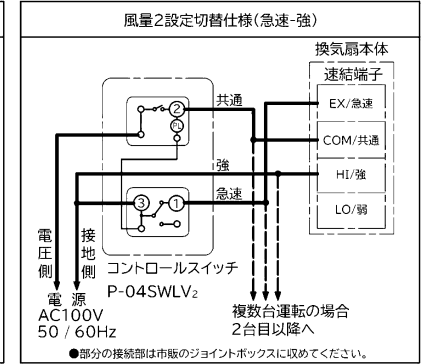 風量2設定切替仕様(急速-強)
換気扇本体
速結端子
共通
EX/急速
2
PL
COM/共通
強
HI/強
急速
3
1
LO/弱
電圧側
接地側
コントロールスイッチ
P-04SWLV₂
電源
AC100V
50/60Hz
複数台運転の場合
2台目以降へ
●部分の接続部は市販のジョイントボックスに収めてください。